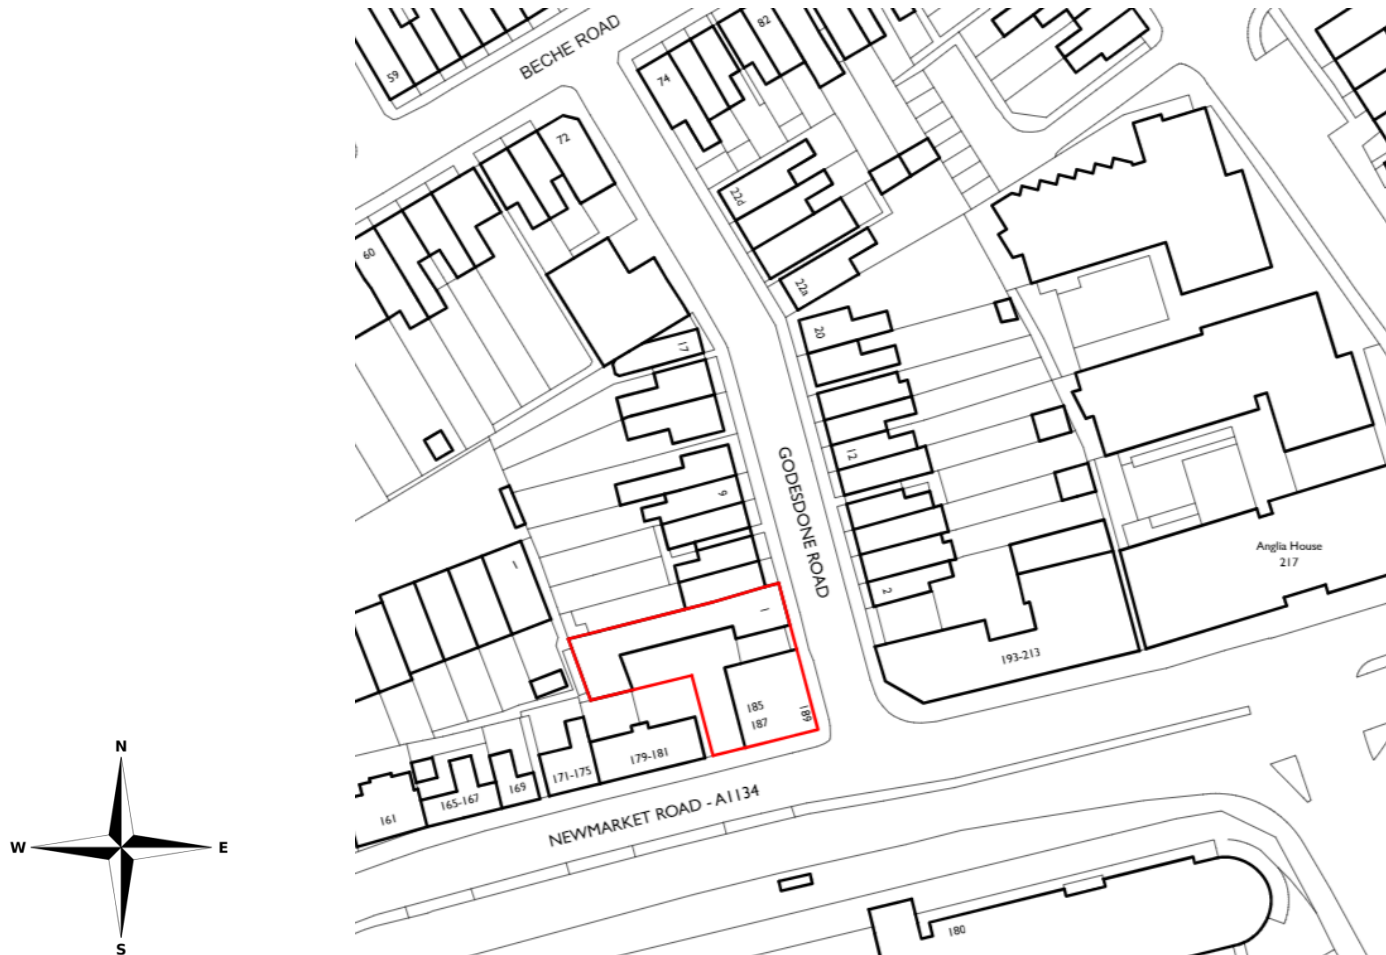 BECHE ROAD
82
59
74
72
22d
60
22a
20
17
GODESDONE ROAD
12
9
Anglia House
217
1
2
1
193-213
185
187
189
179-181
171-175
169
165-167
161
NEWMARKET ROAD - A1134
180
N
W
E
S